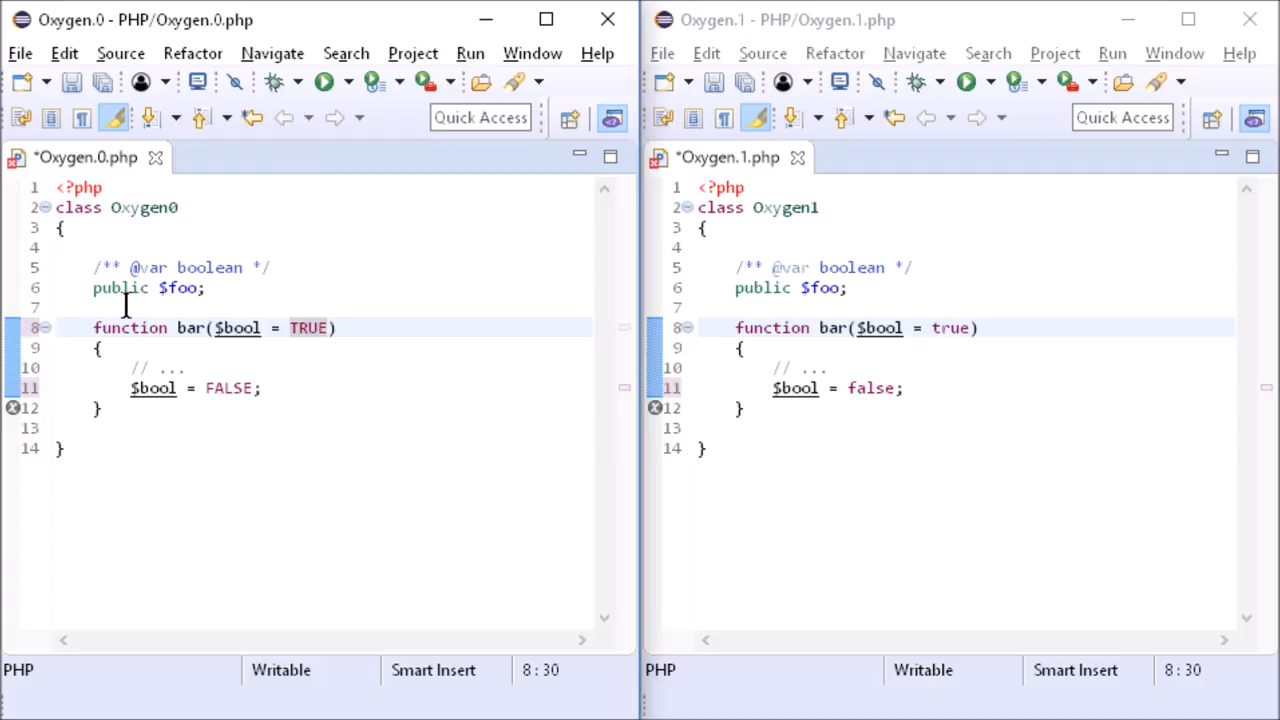 Oxygen.0 - PHP/Oxygen.0.php
File Edit Source Refactor Navigate Search Project Run Window Help
Quick Access
*Oxygen.0.php
1 <?php
2 class Oxygen0
3 {
4
5 /** @var boolean */
6 public $foo;
7
8 function bar($bool = TRUE)
9 {
10 // ...
11 $bool = FALSE;
12 }
13
14 }
PHP Writable Smart Insert 8 : 30
Oxygen.1 - PHP/Oxygen.1.php
File Edit Source Refactor Navigate Search Project Run Window Help
Quick Access
*Oxygen.1.php
1 <?php
2 class Oxygen1
3 {
4
5 /** @var boolean */
6 public $foo;
7
8 function bar($bool = true)
9 {
10 // ...
11 $bool = false;
12 }
13
14 }
PHP Writable Smart Insert 8 : 30